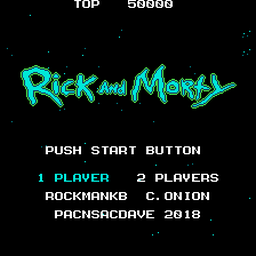 TOP 50000
Rick and Morty
PUSH START BUTTON
1 PLAYER 2 PLAYERS
ROCKMANKB C.ONION
PACNSACDAVE 2018